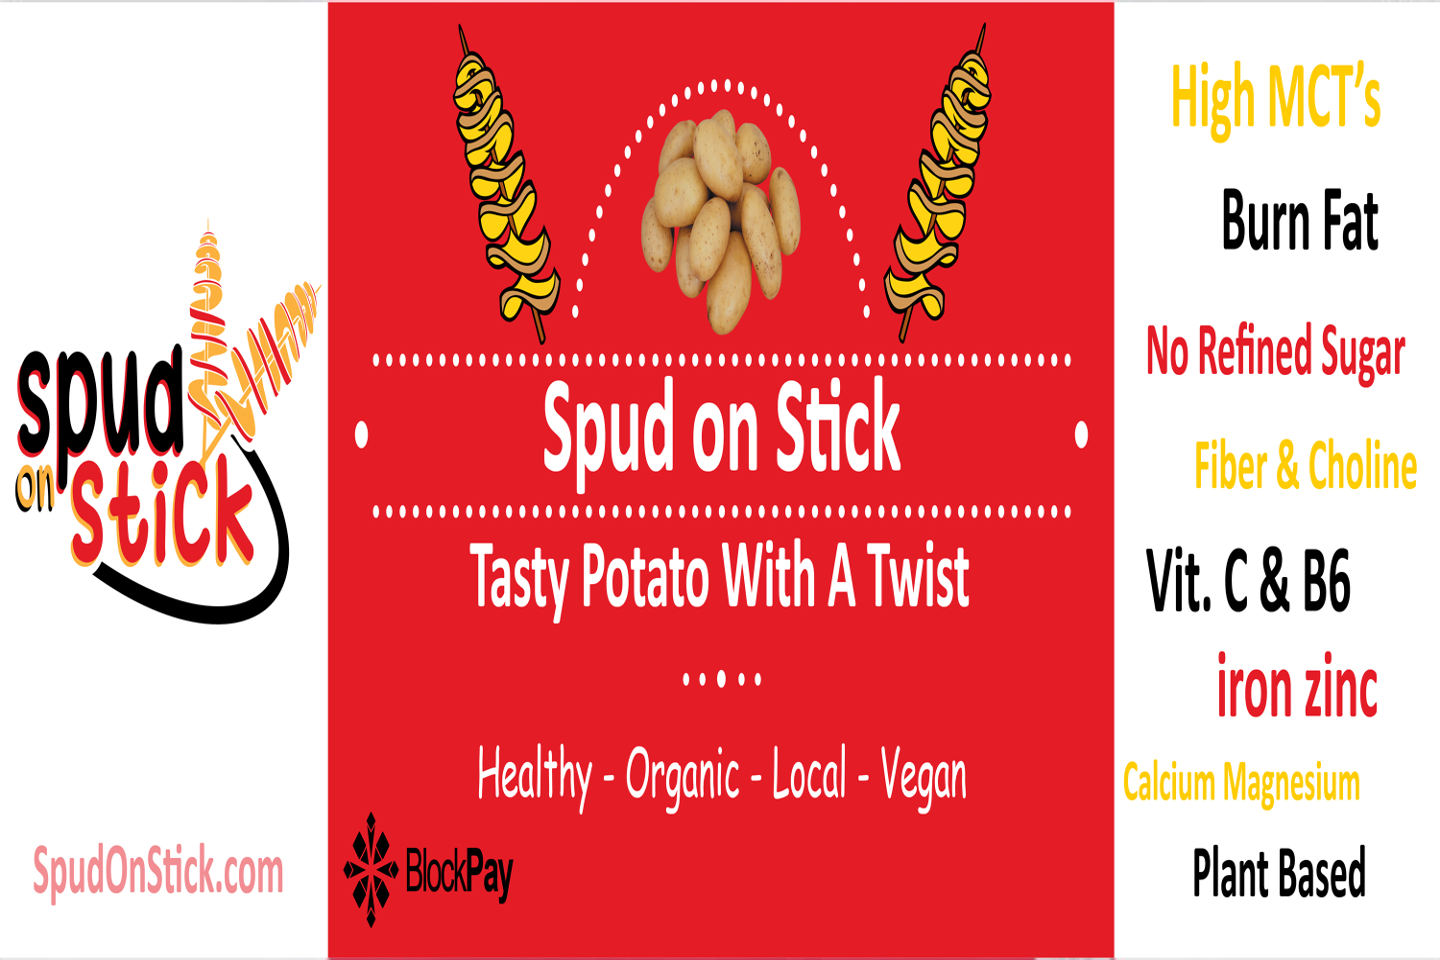 spud
on
stick
SpudOnStick.com
Spud on Stick
Tasty Potato With A Twist
Healthy - Organic - Local - Vegan
BlockPay
High MCT’s
Burn Fat
No Refined Sugar
Fiber & Choline
Vit. C & B6
iron zinc
Calcium Magnesium
Plant Based